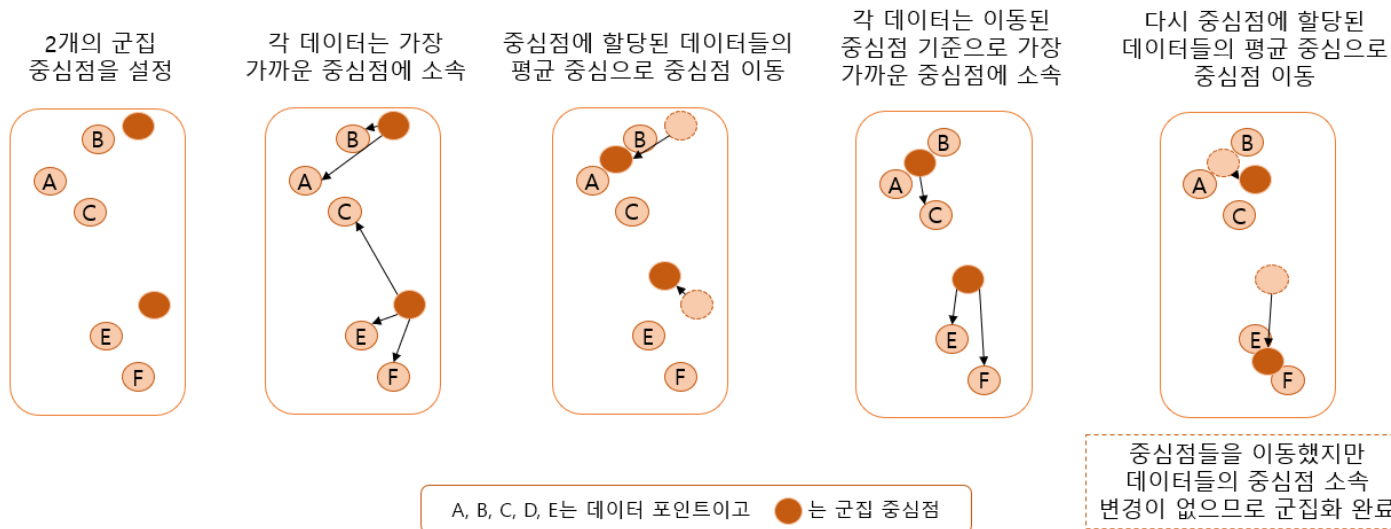 2개의 군집
중심점을 설정
각 데이터는 가장
가까운 중심점에 소속
중심점에 할당된 데이터들의
평균 중심으로 중심점 이동
각 데이터는 이동된
중심점 기준으로 가장
가까운 중심점에 소속
다시 중심점에 할당된
데이터들의 평균 중심으로
중심점 이동
B
A
C
E
F
B
A
C
E
F
B
A
C
E
F
B
A
C
E
F
B
A
C
E
F
중심점들을 이동했지만
데이터들의 중심점 소속
변경이 없으므로 군집화 완료
A, B, C, D, E는 데이터 포인트이고 는 군집 중심점